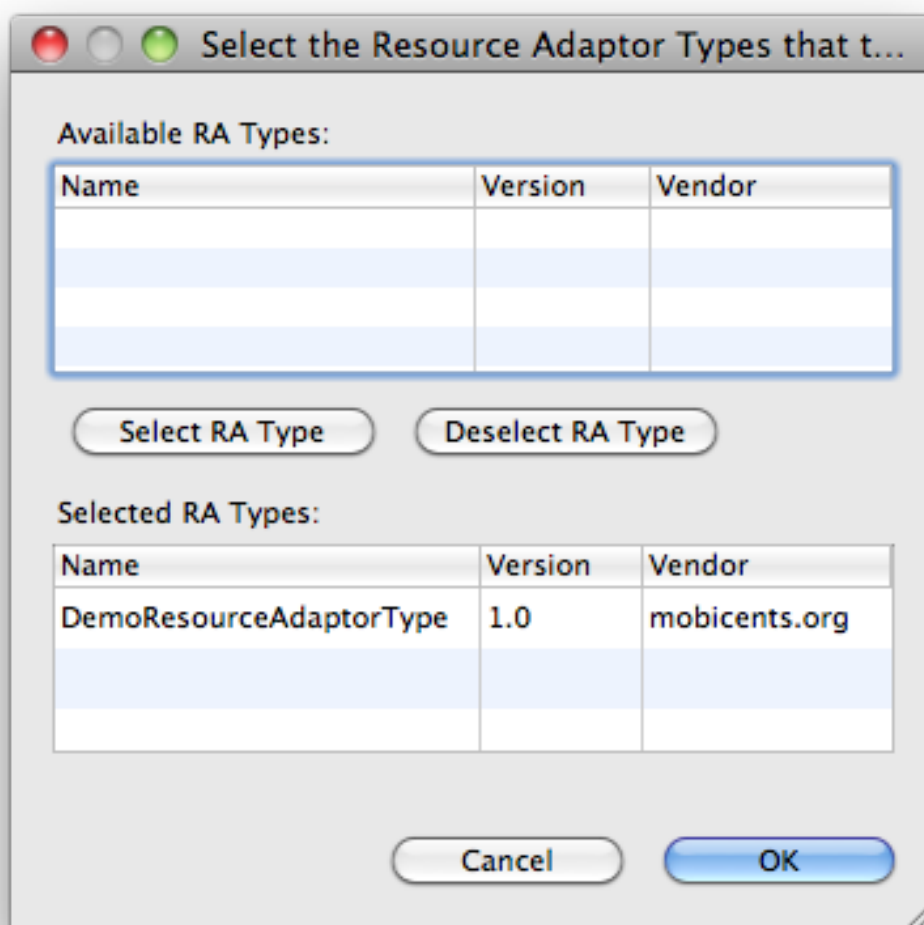 Select the Resource Adaptor Types that t...
Available RA Types:
Name Version Vendor
Select RA Type Deselect RA Type
Selected RA Types:
Name Version Vendor
DemoResourceAdaptorType 1.0 mobicents.org
Cancel OK